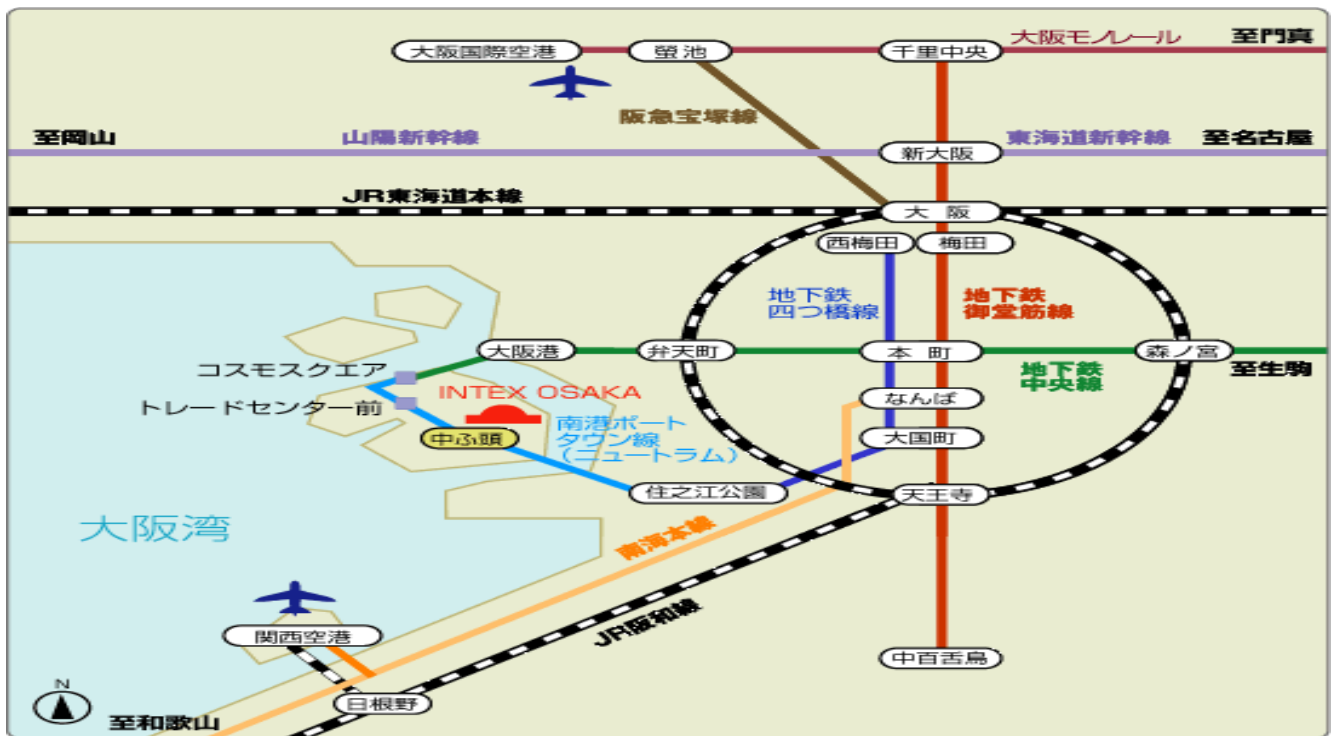 大阪モノレール
至門真
大阪国際空港
螢池
千里中央
阪急宝塚線
至岡山
山陽新幹線
新大阪
東海道新幹線
至名古屋
JR東海道本線
大阪
西梅田
梅田
地下鉄
四つ橋線
地下鉄
御堂筋線
大阪港
弁天町
本町
森ノ宮
コスモスクエア
至生駒
地下鉄
中央線
INTEX OSAKA
なんば
トレードセンター前
中ふ頭
南港ポート
タウン線
(ニュートラム)
大国町
住之江公園
天王寺
大阪湾
南海本線
JR阪和線
関西空港
中百舌鳥
N
日根野
至和歌山